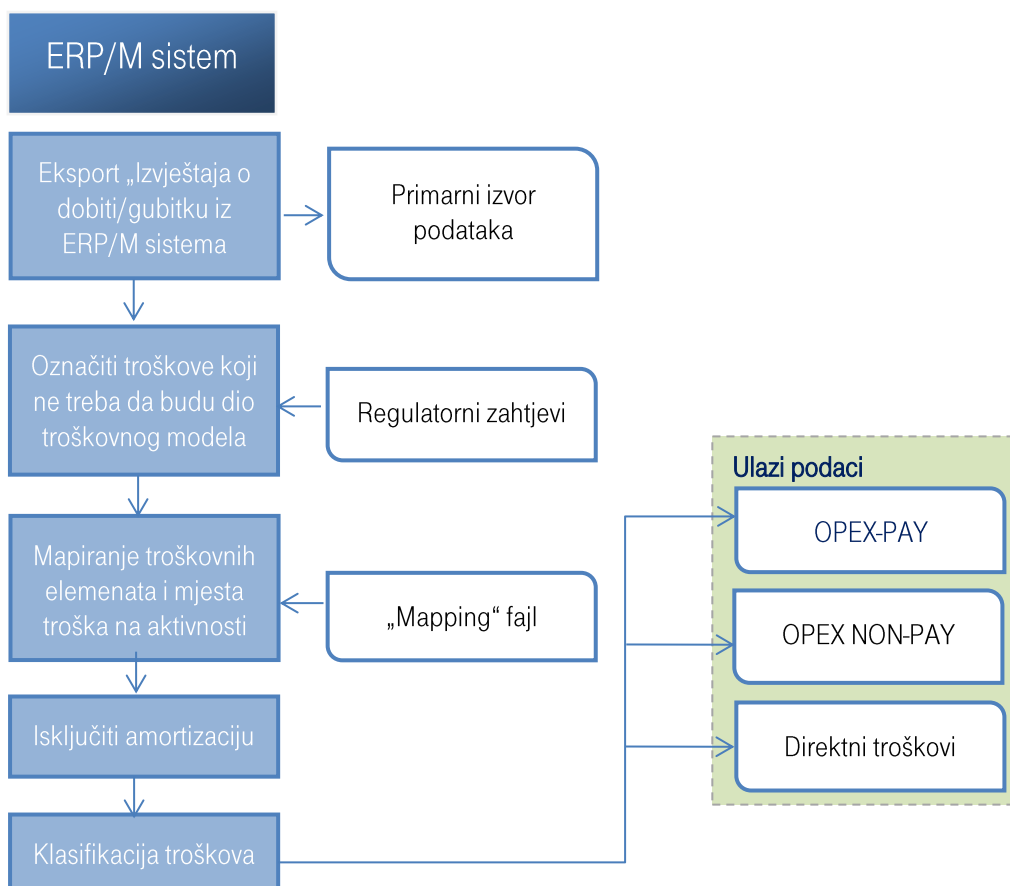 ERP/M sistem
Eksport „Izvještaja o
dobiti/gubitku iz
ERP/M sistema
Primarni izvor
podataka
Označiti troškove koji
ne treba da budu dio
troškovnog modela
Regulatorni zahtjevi
Mapiranje troškovnih
elemenata i mjesta
troška na aktivnosti
„Mapping“ fajl
Isključiti amortizaciju
Klasifikacija troškova
Ulazi podaci
OPEX-PAY
OPEX NON-PAY
Direktni troškovi